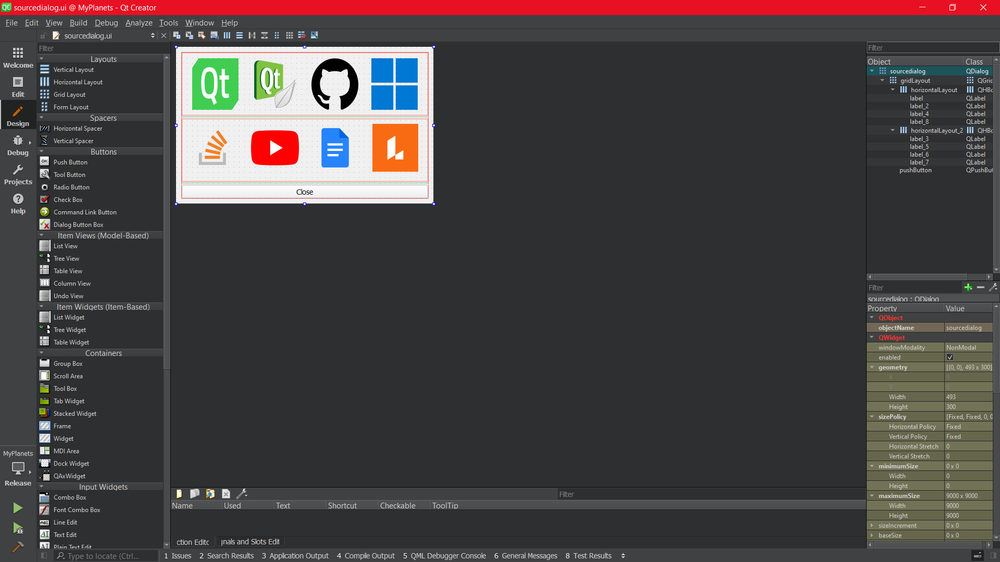 sourcedialog.ui @ MyPlanets - Qt Creator
File Edit View Build Debug Analyze Tools Window Help
sourcedialog.ui
Welcome
Edit
Design
Debug
Projects
Help
MyPlanets
Release
Filter
Layouts
Vertical Layout
Horizontal Layout
Grid Layout
Form Layout
Spacers
Horizontal Spacer
Vertical Spacer
Buttons
Push Button
Tool Button
Radio Button
Check Box
Command Link Button
Dialog Button Box
Item Views (Model-Based)
List View
Tree View
Table View
Column View
Undo View
Item Widgets (Item-Based)
List Widget
Tree Widget
Table Widget
Containers
Group Box
Scroll Area
Tool Box
Tab Widget
Stacked Widget
Frame
Widget
MDI Area
Dock Widget
QAxWidget
Input Widgets
Combo Box
Font Combo Box
Line Edit
Text Edit
Plain Text Edit
Qt
Qt
Close
Filter
Name Used Text Shortcut Checkable ToolTip
ction Editc gnals and Slots Edit
Filter
Object Class
sourcedialog QDialog
gridLayout QGric
horizontalLayout QHBc
label QLabel
label_2 QLabel
label_4 QLabel
label_8 QLabel
horizontalLayout_2 QHBc
label_3 QLabel
label_5 QLabel
label_6 QLabel
label_7 QLabel
pushButton QPushBut
Filter
sourcedialog : QDialog
Property Value
QObject
objectName sourcedialog
QWidget
windowModality NonModal
enabled
geometry [(0, 0), 493 x 300]
X 0
Y 0
Width 493
Height 300
sizePolicy [Fixed, Fixed, 0, 0
Horizontal Policy Fixed
Vertical Policy Fixed
Horizontal Stretch 0
Vertical Stretch 0
minimumSize 0 x 0
Width 0
Height 0
maximumSize 9000 x 9000
Width 9000
Height 9000
sizeIncrement 0 x 0
baseSize 0 x 0
Type to locate (Ctrl...
1 Issues 2 Search Results 3 Application Output 4 Compile Output 5 QML Debugger Console 6 General Messages 8 Test Results